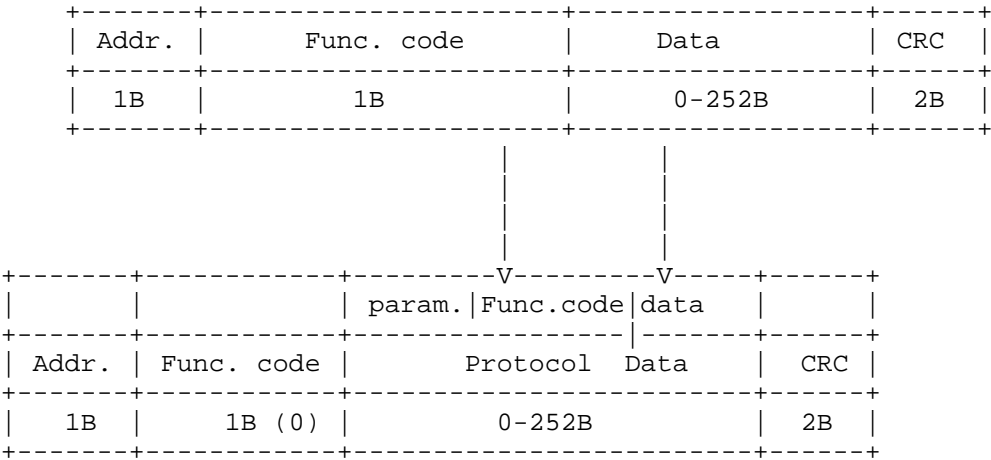 Addr. Func. code Data CRC
1B 1B 0-252B 2B
param. Func.code data
Addr. Func. code Protocol Data CRC
1B 1B (0) 0-252B 2B